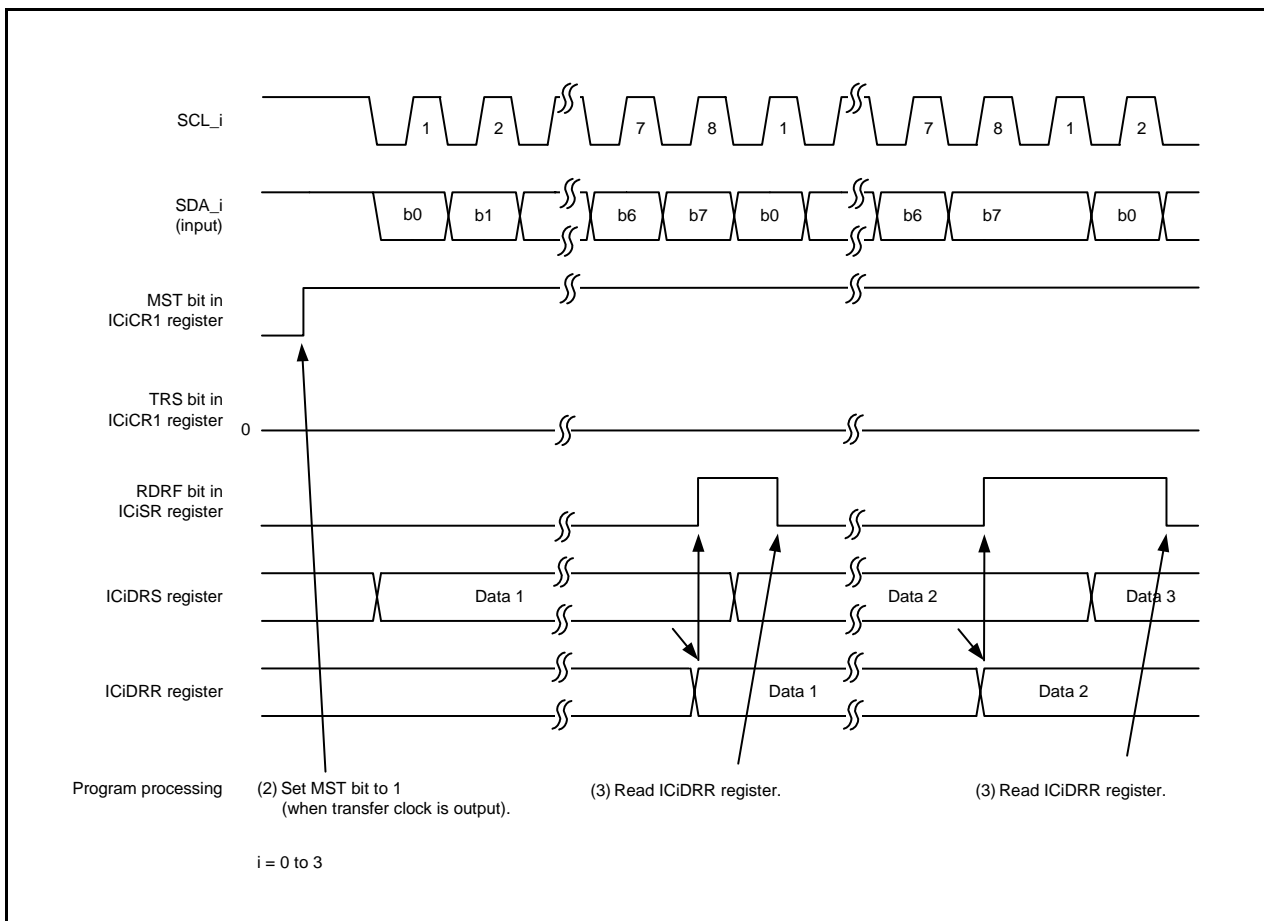 SCL_i
1 2 7 8 1 7 8 1 2
SDA_i
(input)
b0 b1 b6 b7 b0 b6 b7 b0
MST bit in
ICiCR1 register
TRS bit in
ICiCR1 register
0
RDRF bit in
ICiSR register
ICiDRS register
Data 1 Data 2 Data 3
ICiDRR register
Data 1 Data 2
Program processing
(2) Set MST bit to 1
(when transfer clock is output).
(3) Read ICiDRR register.
(3) Read ICiDRR register.
i = 0 to 3